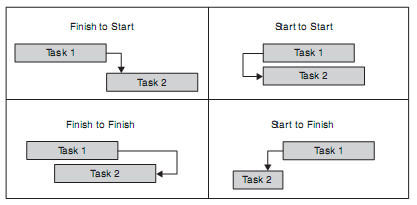 Finish to Start
Task 1
Task 2
Start to Start
Task 1
Task 2
Finish to Finish
Task 1
Task 2
Start to Finish
Task 1
Task 2